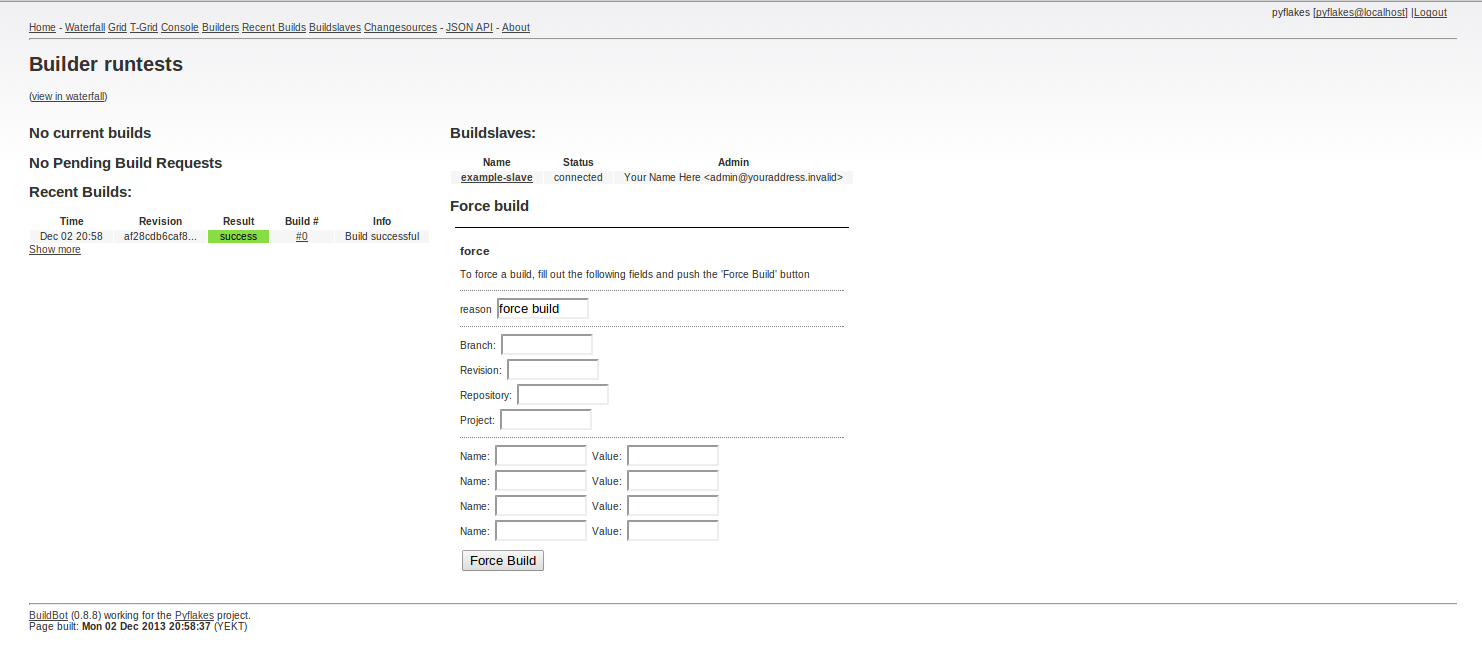 pyflakes [pyflakes@localhost] |Logout
Home - Waterfall Grid T-Grid Console Builders Recent Builds Buildslaves Changesources - JSON API - About
Builder runtests
(view in waterfall)
No current builds
No Pending Build Requests
Recent Builds:
Time Revision Result Build # Info
Dec 02 20:58 af28cdb6caf8... success #0 Build successful
Show more
Buildslaves:
Name Status Admin
example-slave connected Your Name Here <admin@youraddress.invalid>
Force build
force
To force a build, fill out the following fields and push the 'Force Build' button
reason force build
Branch:
Revision:
Repository:
Project:
Name: Value:
Name: Value:
Name: Value:
Name: Value:
Force Build
BuildBot (0.8.8) working for the Pyflakes project.
Page built: Mon 02 Dec 2013 20:58:37 (YEKT)